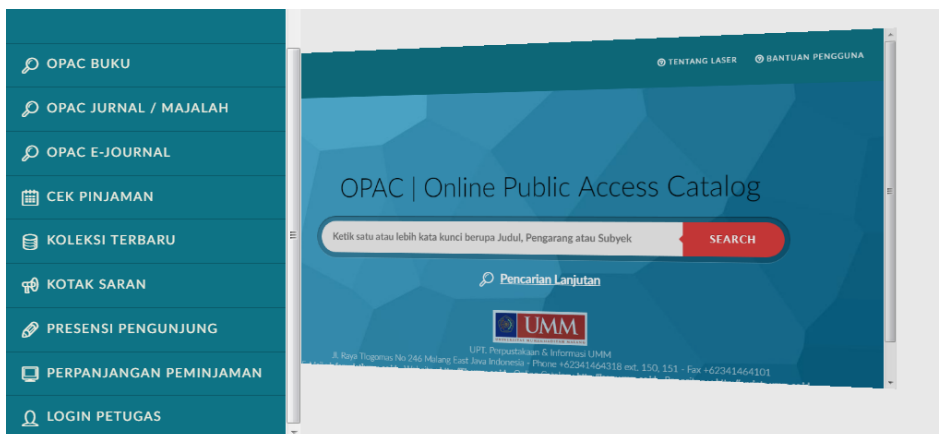 OPAC BUKU
OPAC JURNAL / MAJALAH
OPAC E-JOURNAL
CEK PINJAMAN
KOLEKSI TERBARU
KOTAK SARAN
PRESENSI PENGUNJUNG
PERPANJANGAN PEMINJAMAN
LOGIN PETUGAS
TENTANG LASER BANTUAN PENGGUNA
OPAC | Online Public Access Catalog
Ketik satu atau lebih kata kunci berupa Judul, Pengarang atau Subyek SEARCH
Pencarian Lanjutan
UMM
UPT. Perpustakaan & Informasi UMM
Jl. Raya Tlogomas No 246 Malang East Java Indonesia - Phone +62341464318 ext. 150, 151 - Fax +62341464101